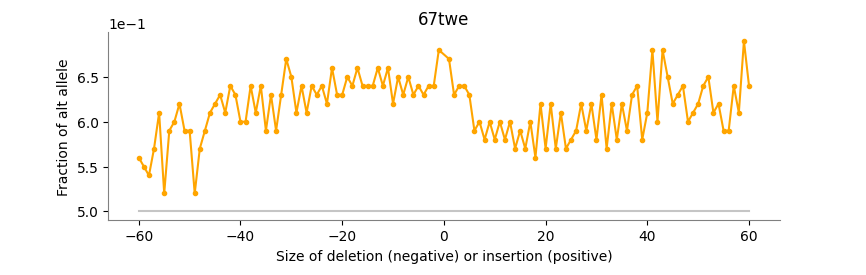 67twe
1e−1
Fraction of alt allele
6.5
6.0
5.5
5.0
−60 −40 −20 0 20 40 60
Size of deletion (negative) or insertion (positive)